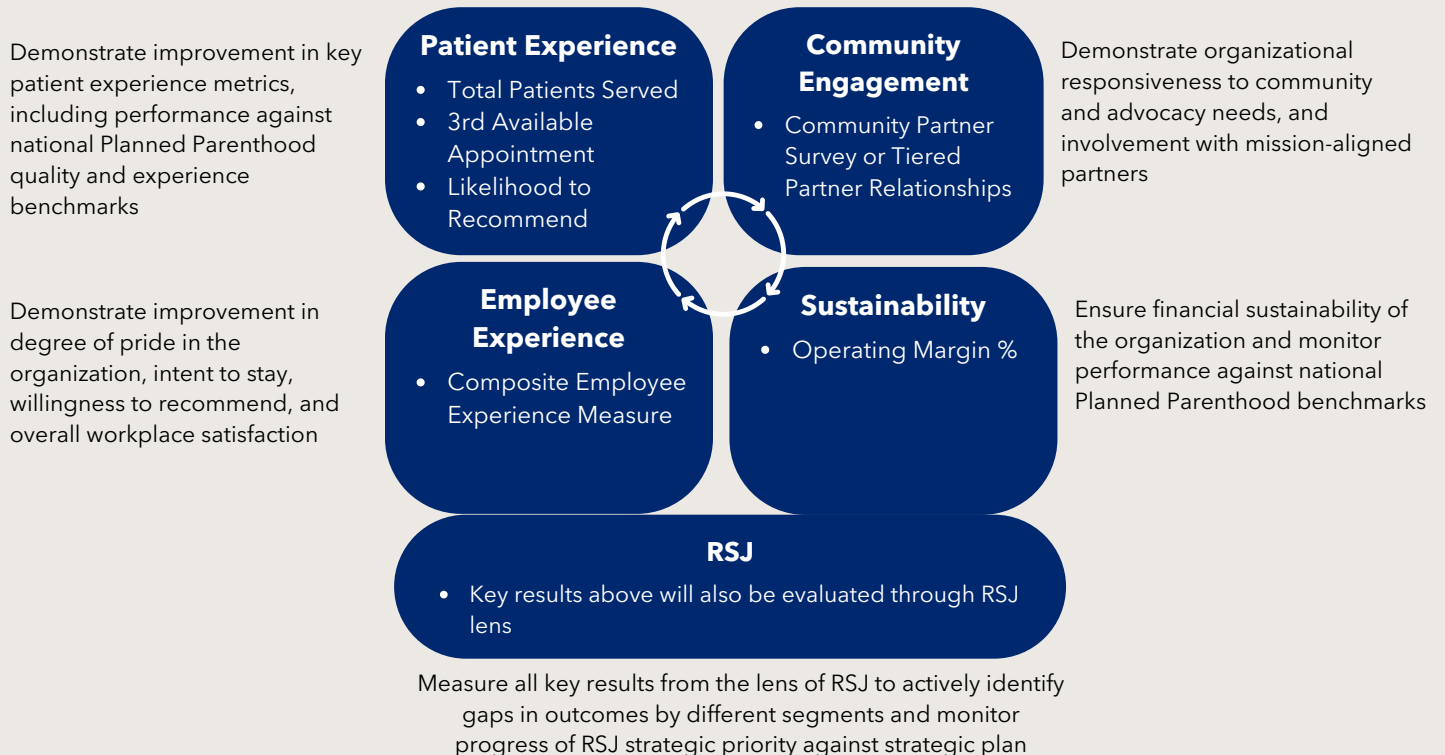 Demonstrate improvement in key
patient experience metrics,
including performance against
national Planned Parenthood
quality and experience
benchmarks
Patient Experience
• Total Patients Served
• 3rd Available
Appointment
• Likelihood to
Recommend
Community
Engagement
• Community Partner
Survey or Tiered
Partner Relationships
Demonstrate organizational
responsiveness to community
and advocacy needs, and
involvement with mission-aligned
partners
Demonstrate improvement in
degree of pride in the
organization, intent to stay,
willingness to recommend, and
overall workplace satisfaction
Employee
Experience
• Composite Employee
Experience Measure
Sustainability
• Operating Margin %
Ensure financial sustainability of
the organization and monitor
performance against national
Planned Parenthood benchmarks
RSJ
• Key results above will also be evaluated through RSJ
lens
Measure all key results from the lens of RSJ to actively identify
gaps in outcomes by different segments and monitor
progress of RSJ strategic priority against strategic plan